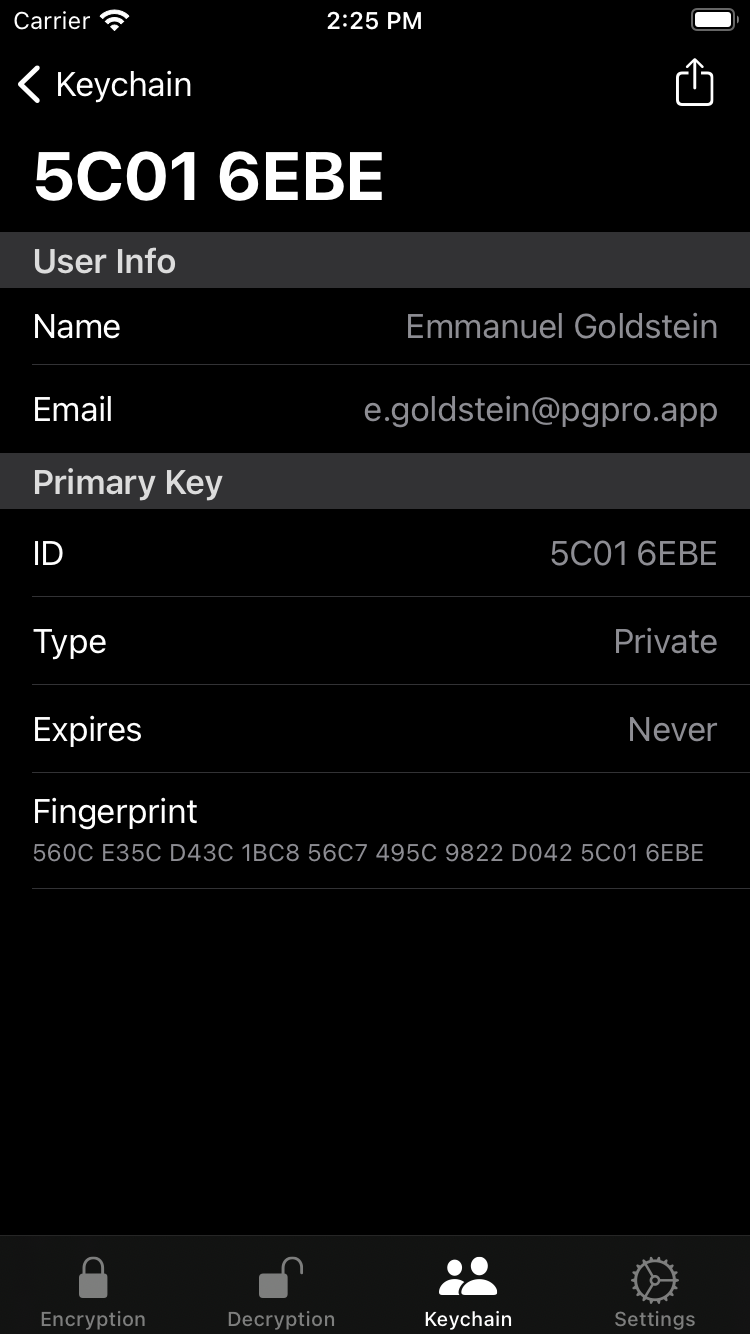 Carrier 2:25 PM
Keychain
5C01 6EBE
User Info
Name Emmanuel Goldstein
Email e.goldstein@pgpro.app
Primary Key
ID 5C01 6EBE
Type Private
Expires Never
Fingerprint
560C E35C D43C 1BC8 56C7 495C 9822 D042 5C01 6EBE
Encryption Decryption Keychain Settings